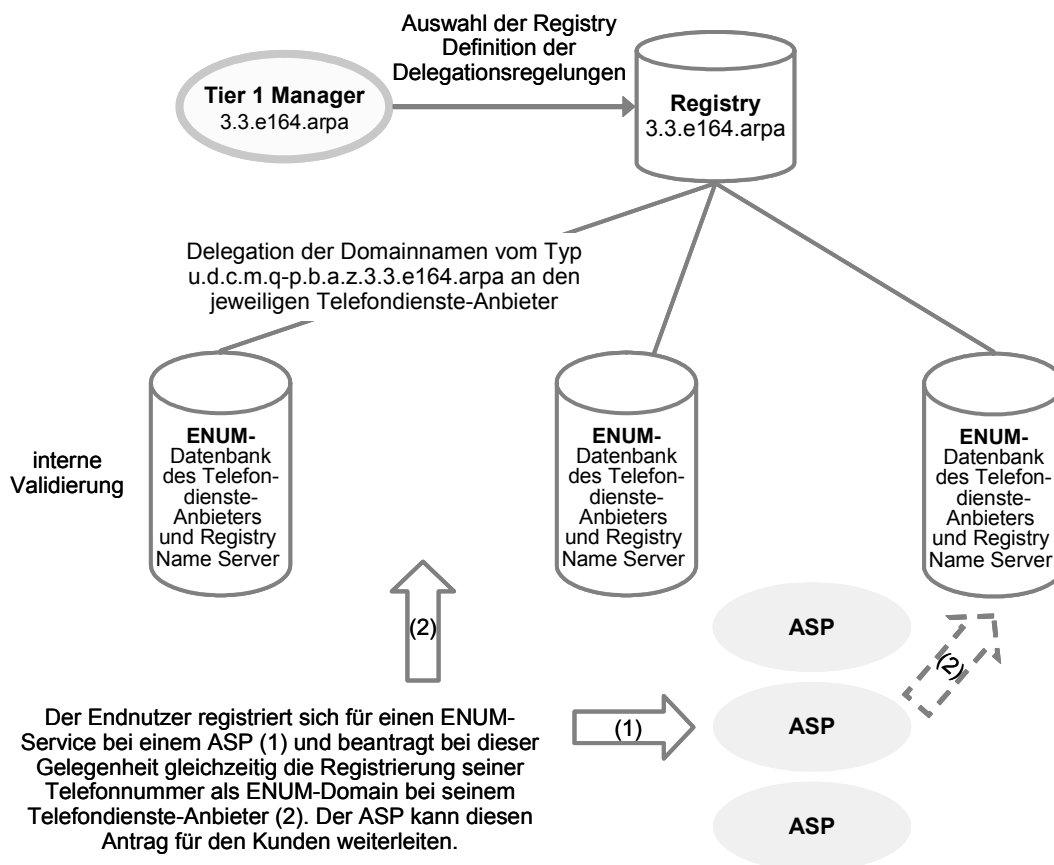 Auswahl der Registry
Definition der
Delegationsregelungen
Tier 1 Manager
3.3.e164.arpa
Registry
3.3.e164.arpa
Delegation der Domainnamen vom Typ
u.d.c.m.q-p.b.a.z.3.3.e164.arpa an den
jeweiligen Telefondienste-Anbieter
interne
Validierung
ENUM-
Datenbank
des Telefon-
dienste-
Anbieters
und Registry
Name Server
ENUM-
Datenbank
des Telefon-
dienste-
Anbieters
und Registry
Name Server
ENUM-
Datenbank
des Telefon-
dienste-
Anbieters
und Registry
Name Server
(2)
ASP
(2)
Der Endnutzer registriert sich für einen ENUM-
Service bei einem ASP (1) und beantragt bei dieser
Gelegenheit gleichzeitig die Registrierung seiner
Telefonnummer als ENUM-Domain bei seinem
Telefondienste-Anbieter (2). Der ASP kann diesen
Antrag für den Kunden weiterleiten.
(1)
ASP
ASP